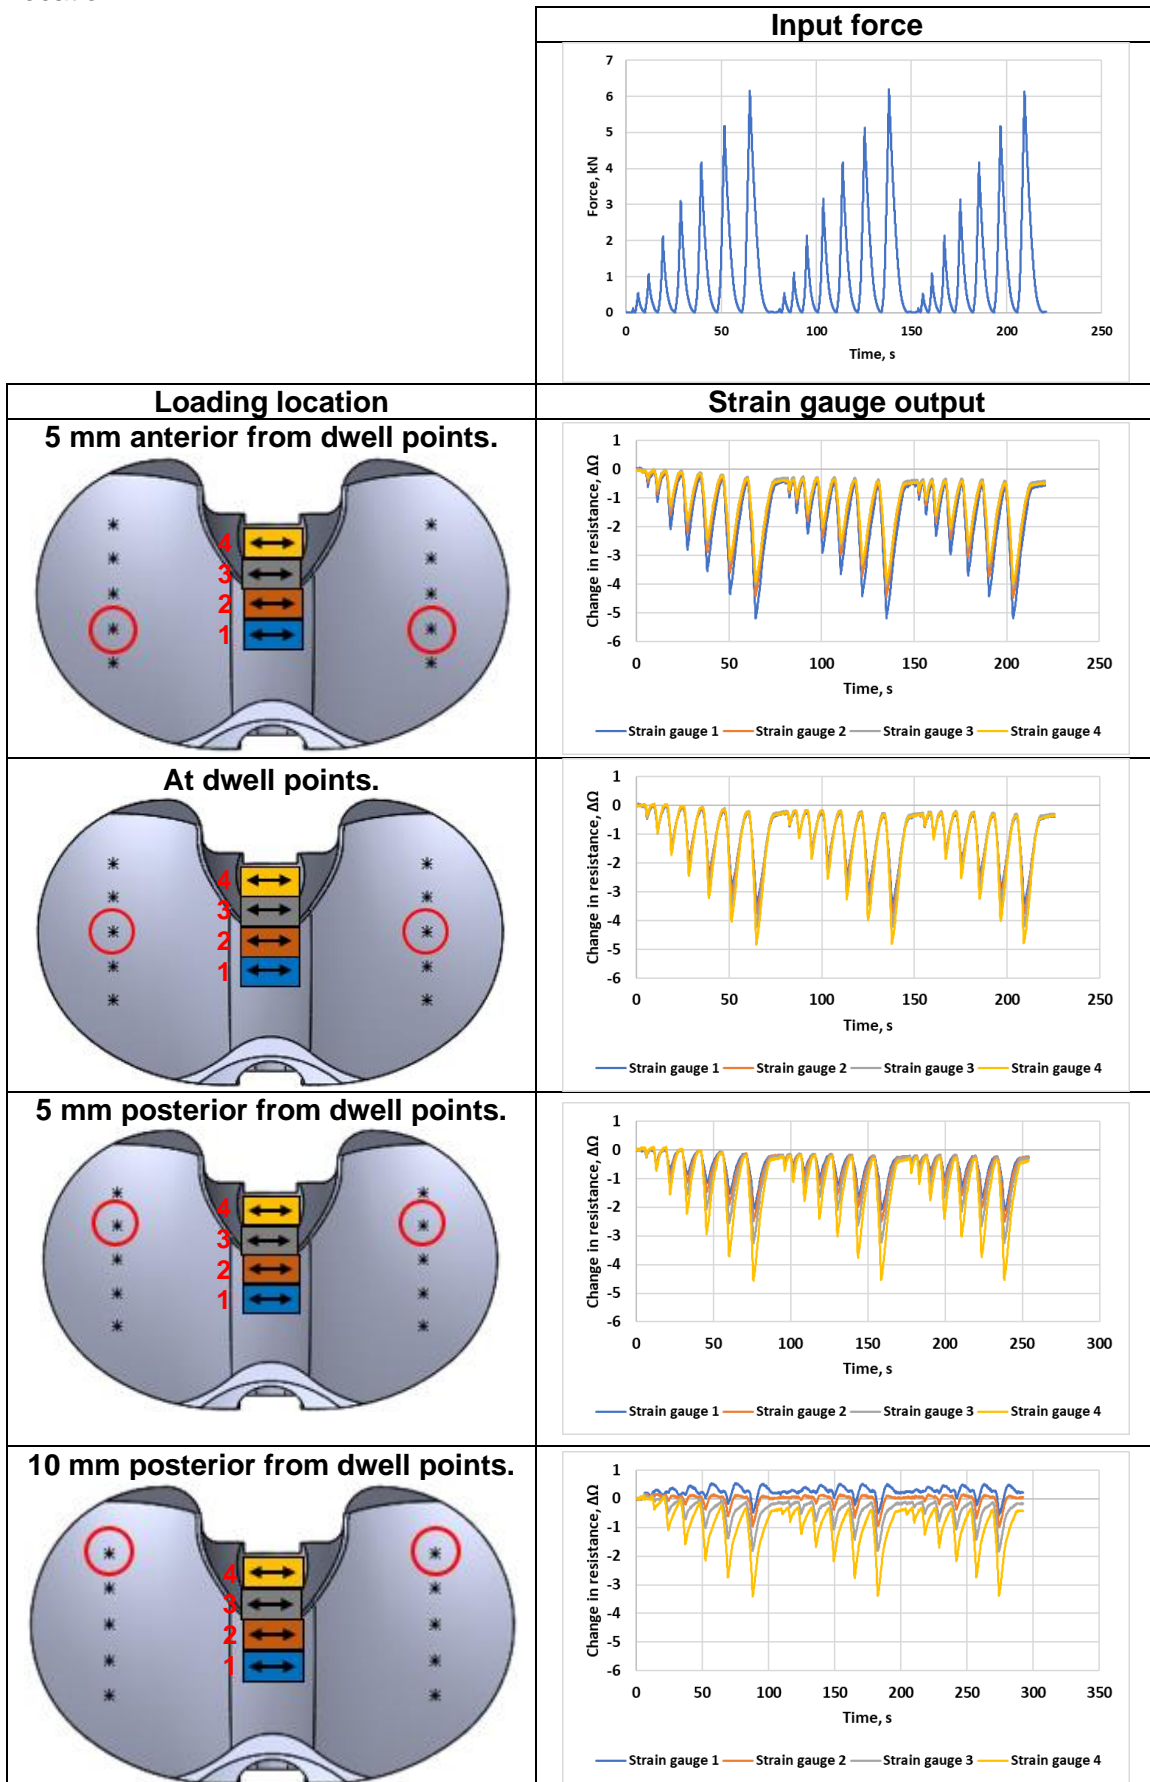 Input force
7
6
5
4
3
2
1
0
Force, kN
0 50 100 150 200 250
Time, s
Loading location Strain gauge output
5 mm anterior from dwell points.
4
3
2
1
1
0
-1
-2
-3
-4
-5
-6
Change in resistance, ΔΩ
0 50 100 150 200 250
Time, s
Strain gauge 1 Strain gauge 2 Strain gauge 3 Strain gauge 4
At dwell points.
4
3
2
1
1
0
-1
-2
-3
-4
-5
-6
Change in resistance, ΔΩ
0 50 100 150 200 250
Time, s
Strain gauge 1 Strain gauge 2 Strain gauge 3 Strain gauge 4
5 mm posterior from dwell points.
4
3
2
1
1
0
-1
-2
-3
-4
-5
-6
Change in resistance, ΔΩ
0 50 100 150 200 250 300
Time, s
Strain gauge 1 Strain gauge 2 Strain gauge 3 Strain gauge 4
10 mm posterior from dwell points.
4
3
2
1
1
0
-1
-2
-3
-4
-5
-6
Change in resistance, ΔΩ
0 50 100 150 200 250 300 350
Time, s
Strain gauge 1 Strain gauge 2 Strain gauge 3 Strain gauge 4